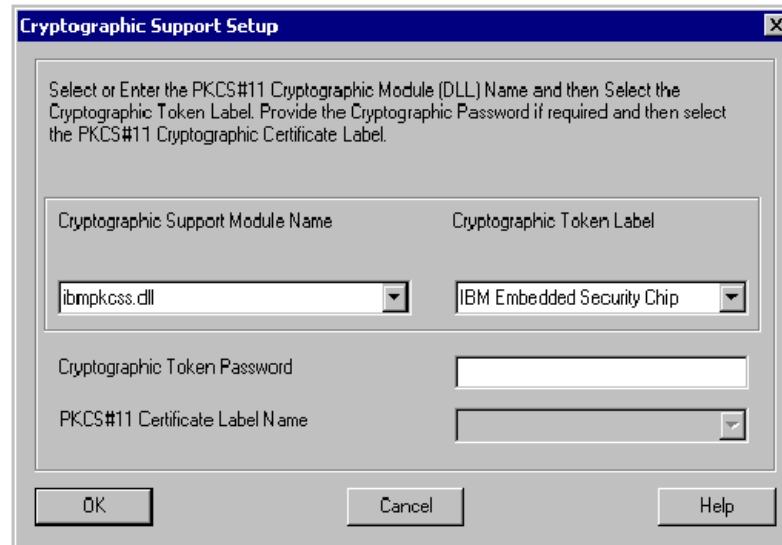 Cryptographic Support Setup
Select or Enter the PKCS#11 Cryptographic Module (DLL) Name and then Select the
Cryptographic Token Label. Provide the Cryptographic Password if required and then select
the PKCS#11 Cryptographic Certificate Label.
Cryptographic Support Module Name
Cryptographic Token Label
ibmpkcss.dll
IBM Embedded Security Chip
Cryptographic Token Password
PKCS#11 Certificate Label Name
OK
Cancel
Help